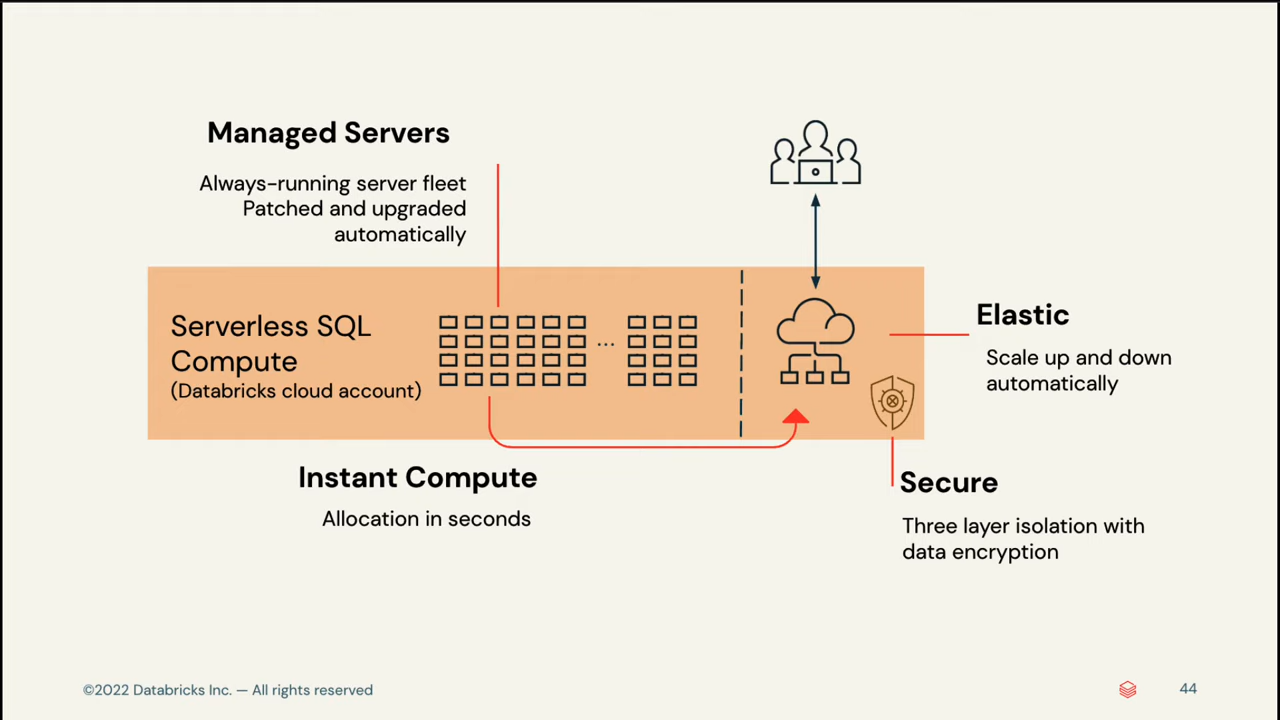 Managed Servers
Always-running server fleet
Patched and upgraded
automatically
Serverless SQL
Compute
(Databricks cloud account)
...
Elastic
Scale up and down
automatically
Instant Compute
Allocation in seconds
Secure
Three layer isolation with
data encryption
©2022 Databricks Inc. — All rights reserved
44